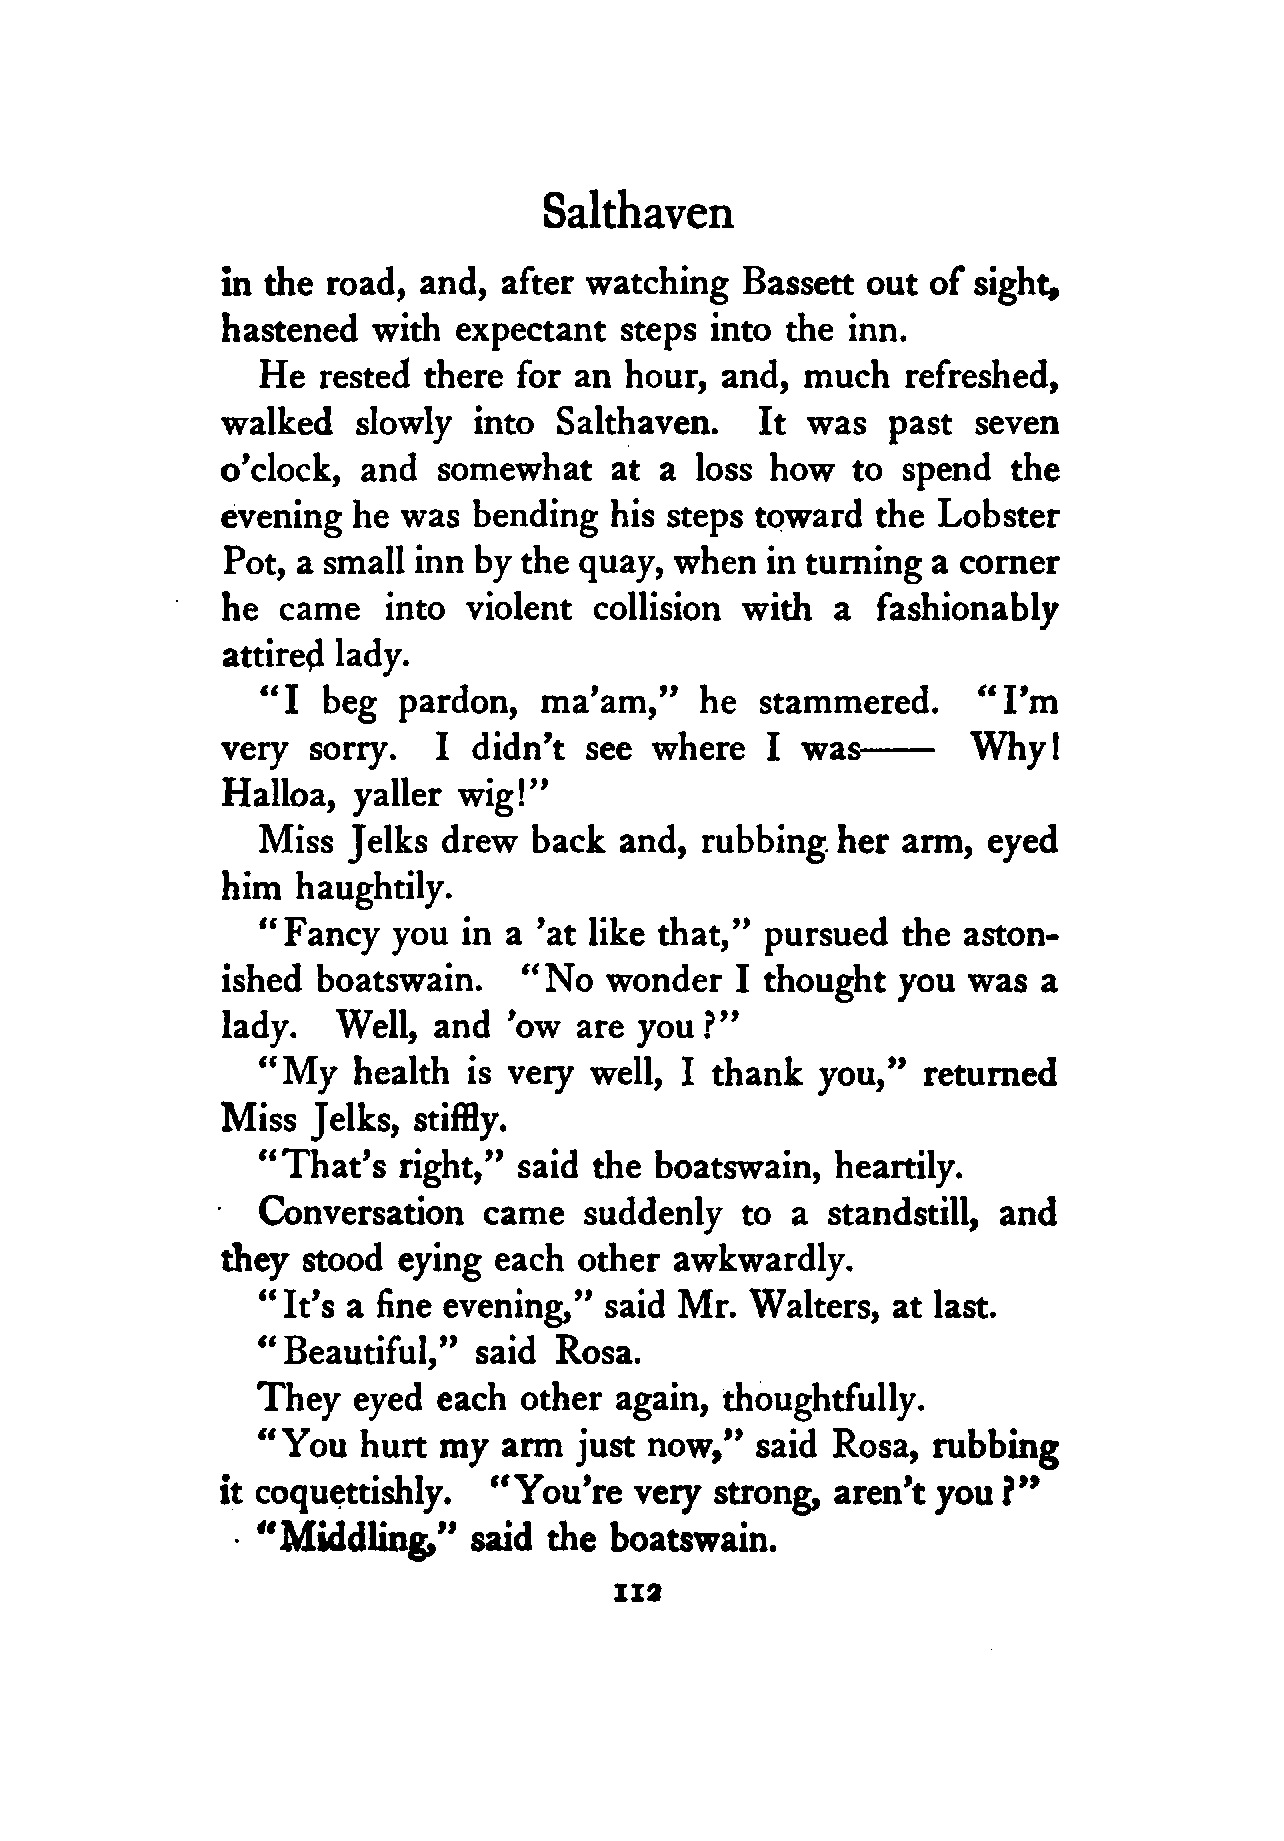 Salthaven
in the road, and, after watching Bassett out of sight,
hastened with expectant steps into the inn.
He rested there for an hour, and, much refreshed,
walked slowly into Salthaven. It was past seven
o'clock, and somewhat at a loss how to spend the
evening he was bending his steps toward the Lobster
Pot, a small inn by the quay, when in turning a corner
he came into violent collision with a fashionably
attired lady.
"I beg pardon, ma'am," he stammered. "I'm
very sorry. I didn't see where I was—— Why!
Halloa, yaller wig!"
Miss Jelks drew back and, rubbing her arm, eyed
him haughtily.
"Fancy you in a 'at like that," pursued the aston-
ished boatswain. "No wonder I thought you was a
lady. Well, and 'ow are you?"
"My health is very well, I thank you," returned
Miss Jelks, stiffly.
"That's right," said the boatswain, heartily.
Conversation came suddenly to a standstill, and
they stood eying each other awkwardly.
"It's a fine evening," said Mr. Walters, at last.
"Beautiful," said Rosa.
They eyed each other again, thoughtfully.
"You hurt my arm just now," said Rosa, rubbing
it coquettishly. "You're very strong, aren't you?"
"Middling," said the boatswain.
112